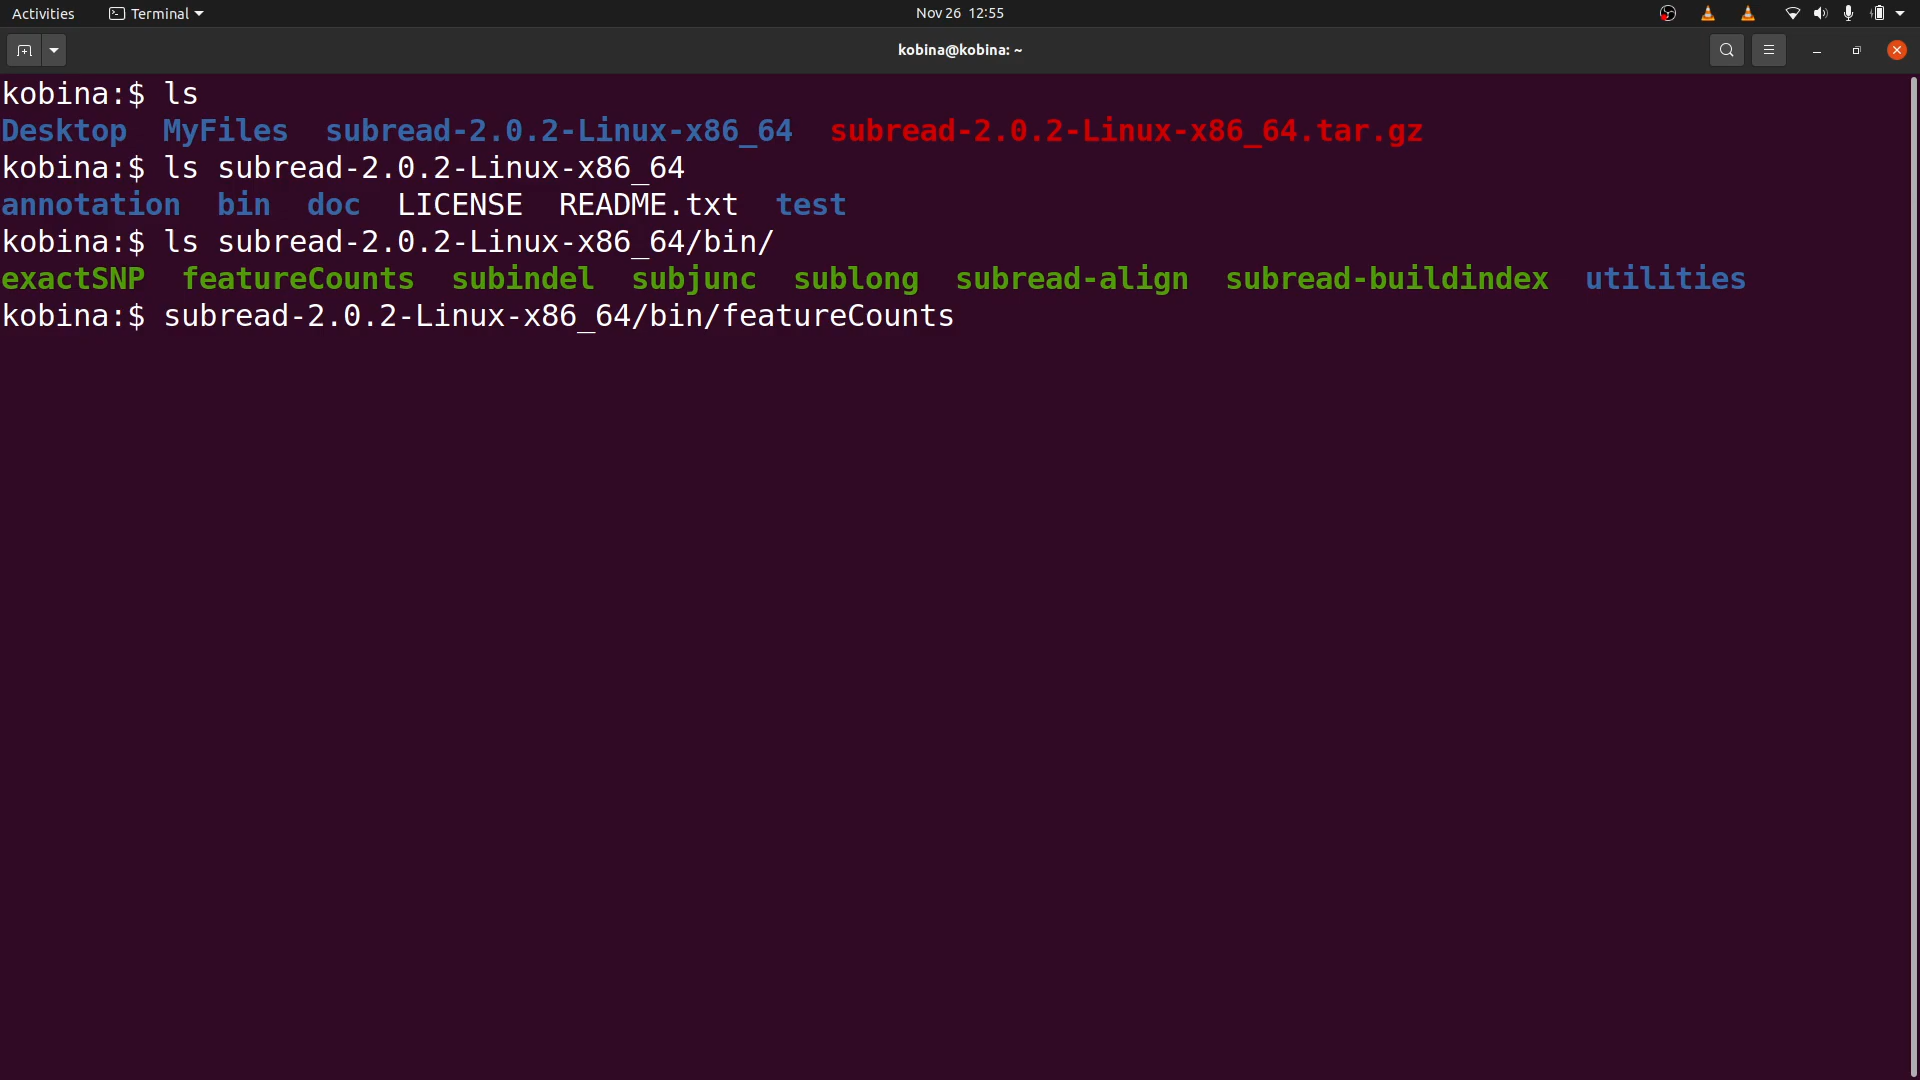 Activities Terminal Nov 26 12:55
kobina@kobina: ~
kobina:$ ls
Desktop MyFiles subread-2.0.2-Linux-x86_64 subread-2.0.2-Linux-x86_64.tar.gz
kobina:$ ls subread-2.0.2-Linux-x86_64
annotation bin doc LICENSE README.txt test
kobina:$ ls subread-2.0.2-Linux-x86_64/bin/
exactSNP featureCounts subindel subjunc sublong subread-align subread-buildindex utilities
kobina:$ subread-2.0.2-Linux-x86_64/bin/featureCounts